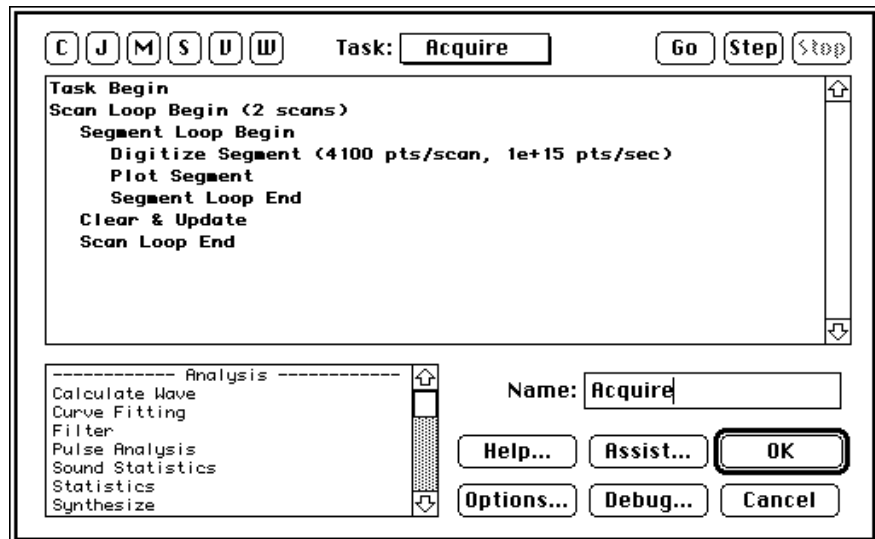 C J M S V W Task: Acquire Go Step Stop
Task Begin
Scan Loop Begin (2 scans)
Segment Loop Begin
Digitize Segment (4100 pts/scan, 1e+15 pts/sec)
Plot Segment
Segment Loop End
Clear & Update
Scan Loop End
------------ Analysis ------------
Calculate Wave
Curve Fitting
Filter
Pulse Analysis
Sound Statistics
Statistics
Synthesize
Name: Acquire
Help... Assist... OK
Options... Debug... Cancel